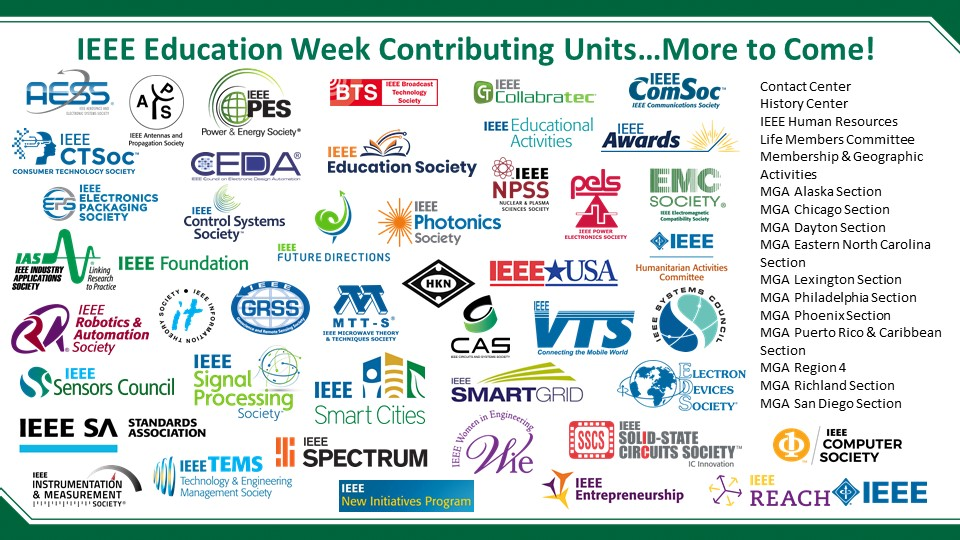 IEEE Education Week Contributing Units…More to Come!
AESS
A P S
IEEE Antennas and
Propagation Society
IEEE
PES
Power & Energy Society®
BTS
IEEE Broadcast
Technology
Society
IEEE
Collabratec™
IEEE
ComSoc™
IEEE Communications Society
IEEE
CTSoc™
CONSUMER TECHNOLOGY SOCIETY
CEDA®
IEEE Council on Electronic Design Automation
IEEE
Education Society
IEEE Educational
Activities
IEEE
Awards
IEEE
NPSS
NUCLEAR & PLASMA
SCIENCES SOCIETY
pels
IEEE POWER
ELECTRONICS SOCIETY
EMC
SOCIETY®
IEEE Electromagnetic
Compatibility Society
EPS
IEEE
ELECTRONICS
PACKAGING
SOCIETY
IEEE
Control Systems
Society™
IEEE
FUTURE DIRECTIONS
IEEE
Photonics
Society
IEEE
Humanitarian Activities
Committee
IAS
IEEE INDUSTRY
APPLICATIONS
SOCIETY
Linking
Research
to Practice
IEEE Foundation
HKN
IEEE USA
IEEE
Robotics &
Automation
Society
it
IEEE INFORMATION THEORY SOCIETY
GRSS
MTT-S®
IEEE MICROWAVE THEORY
& TECHNIQUES SOCIETY
CAS
IEEE CIRCUITS AND SYSTEMS SOCIETY
IEEE
VTS
Connecting the Mobile World
IEEE SYSTEMS COUNCIL
IEEE
Sensors Council
IEEE
Signal
Processing
Society™
IEEE
Smart Cities
IEEE
SMARTGRID
ELECTRON
DEVICES
SOCIETY®
IEEE SA
STANDARDS
ASSOCIATION
IEEE
SPECTRUM
IEEE Women in Engineering
Wie
SSCS
IEEE
SOLID-STATE
CIRCUITS SOCIETY™
IC Innovation
IEEE
COMPUTER
SOCIETY
IEEE
INSTRUMENTATION
& MEASUREMENT
SOCIETY®
IEEE TEMS
Technology & Engineering
Management Society
IEEE
New Initiatives Program
IEEE
Entrepreneurship
IEEE
REACH
IEEE
Contact Center
History Center
IEEE Human Resources
Life Members Committee
Membership & Geographic
Activities
MGA Alaska Section
MGA Chicago Section
MGA Dayton Section
MGA Eastern North Carolina
Section
MGA Lexington Section
MGA Philadelphia Section
MGA Phoenix Section
MGA Puerto Rico & Caribbean
Section
MGA Region 4
MGA Richland Section
MGA San Diego Section